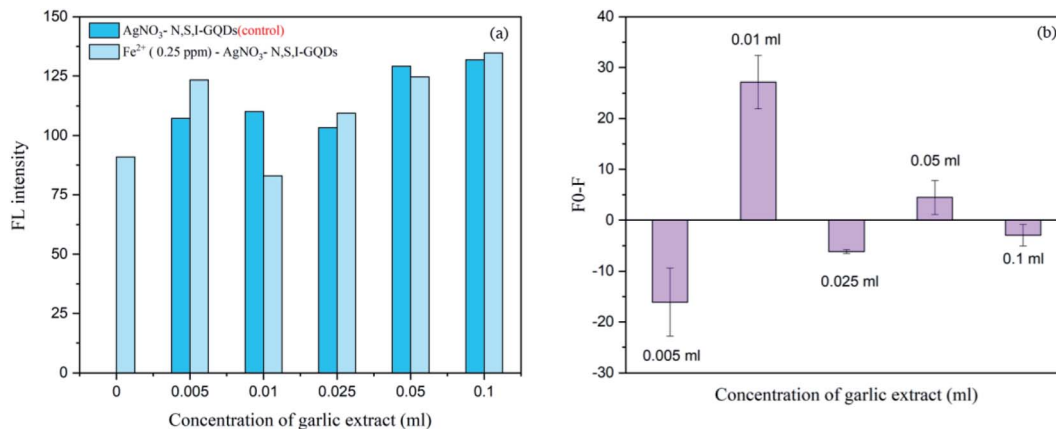 (a)
AgNO₃- N,S,I-GQDs(control)
Fe²⁺ ( 0.25 ppm) - AgNO₃- N,S,I-GQDs
150
125
100
75
50
25
0
FL intensity
0 0.005 0.01 0.025 0.05 0.1
Concentration of garlic extract (ml)
(b)
40
30
20
10
0
-10
-20
-30
F0-F
0.01 ml
0.05 ml
0.025 ml
0.1 ml
0.005 ml
Concentration of garlic extract (ml)